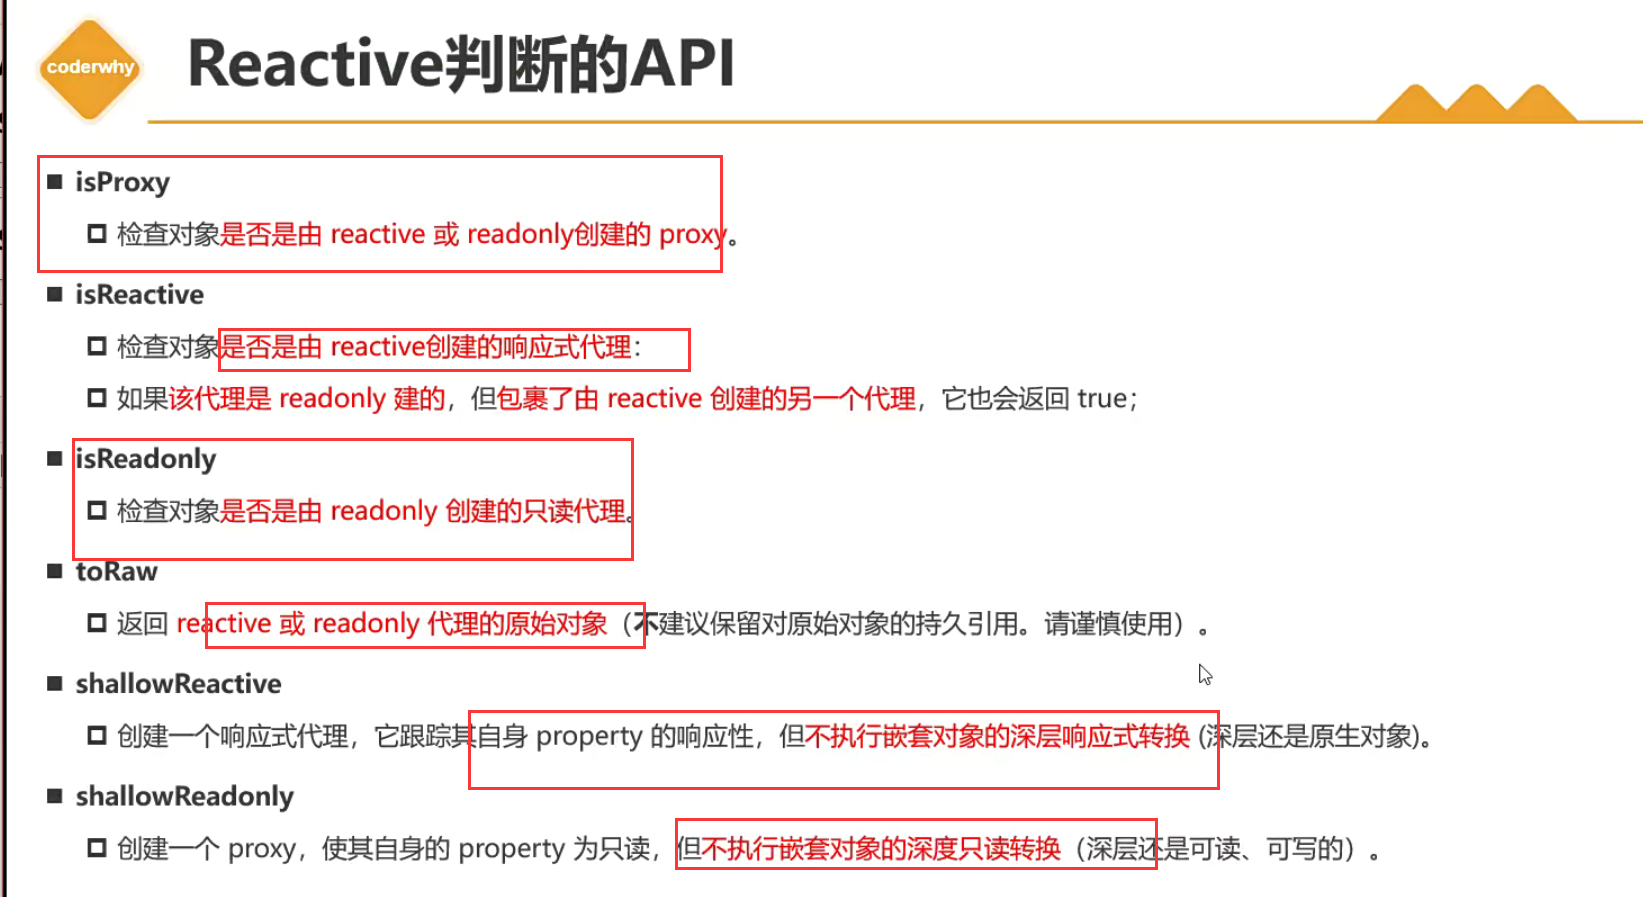 coderwhy
Reactive判断的API
isProxy
检查对象是否是由 reactive 或 readonly创建的 proxy。
isReactive
检查对象是否是由 reactive创建的响应式代理：
如果该代理是 readonly 建的，但包裹了由 reactive 创建的另一个代理，它也会返回 true；
isReadonly
检查对象是否是由 readonly 创建的只读代理。
toRaw
返回 reactive 或 readonly 代理的原始对象（不建议保留对原始对象的持久引用。请谨慎使用）。
shallowReactive
创建一个响应式代理，它跟踪其自身 property 的响应性，但不执行嵌套对象的深层响应式转换 (深层还是原生对象)。
shallowReadonly
创建一个 proxy，使其自身的 property 为只读，但不执行嵌套对象的深度只读转换（深层还是可读、可写的）。